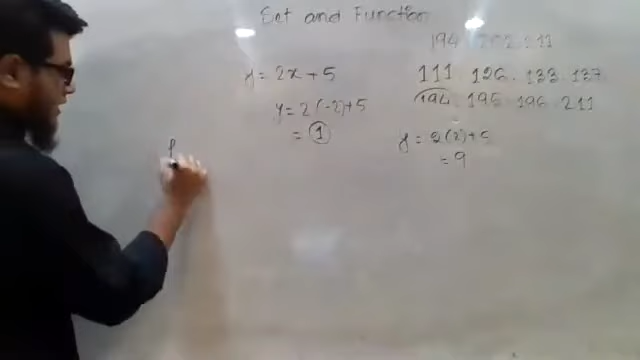 Set and Function
194 202 211
y = 2x + 5
111 126 . 133 . 137
y = 2(-2)+5
194 . 195 . 196 . 211
= 1
y = 2(2)+5
= 9
f